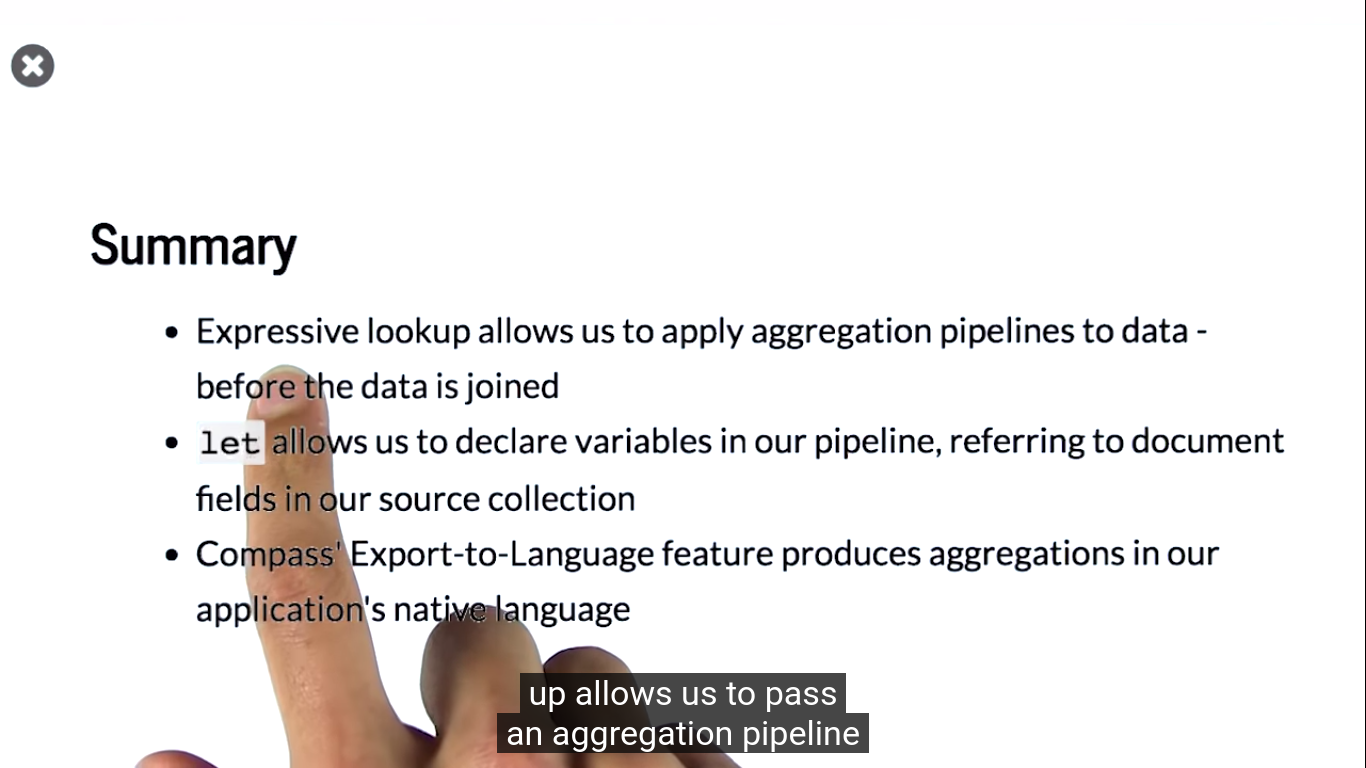 Summary
• Expressive lookup allows us to apply aggregation pipelines to data -
before the data is joined
• let allows us to declare variables in our pipeline, referring to document
fields in our source collection
• Compass' Export-to-Language feature produces aggregations in our
application's native language
up allows us to pass
an aggregation pipeline